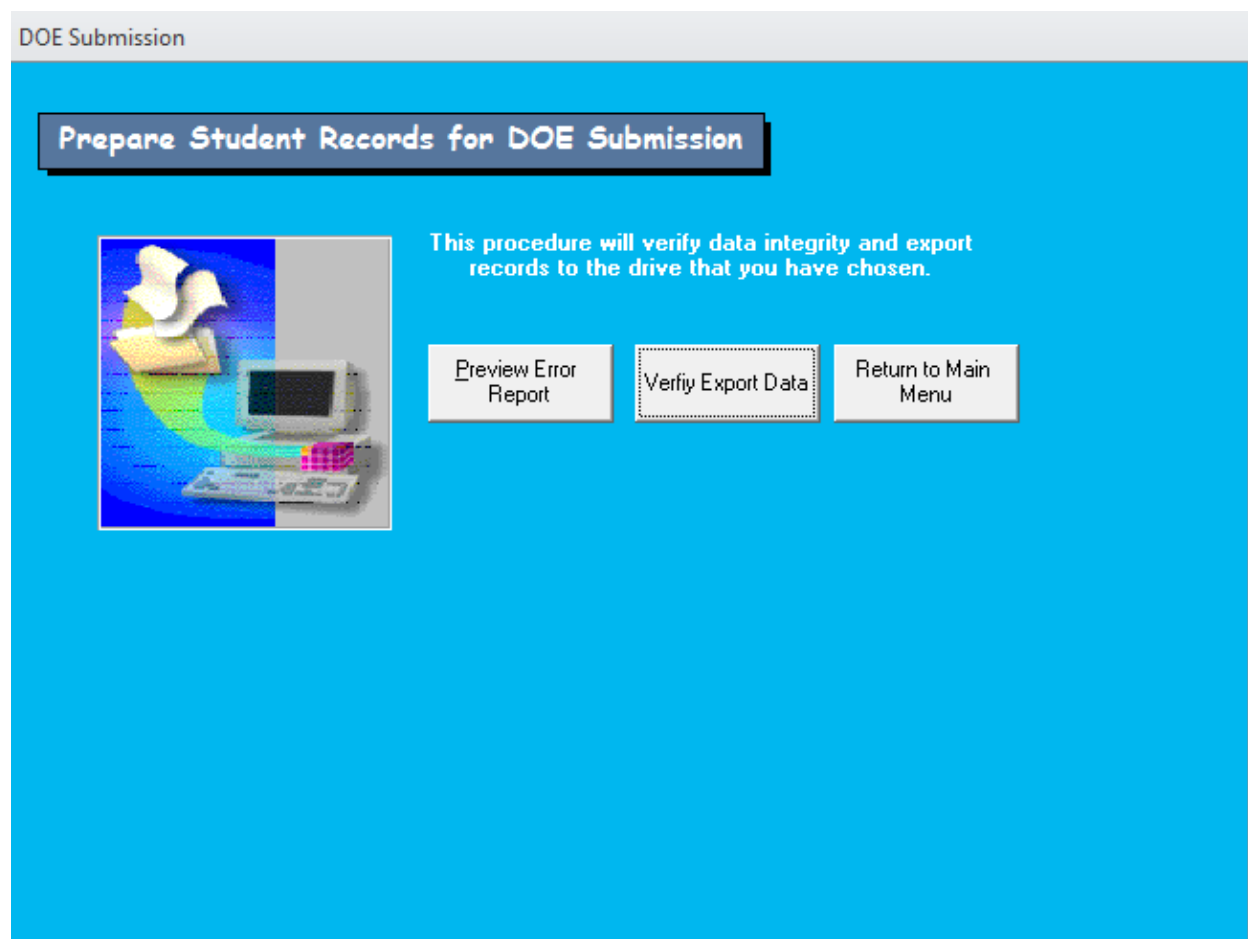 DOE Submission
Prepare Student Records for DOE Submission
This procedure will verify data integrity and export
records to the drive that you have chosen.
Preview Error
Report
Verfiy Export Data
Return to Main
Menu